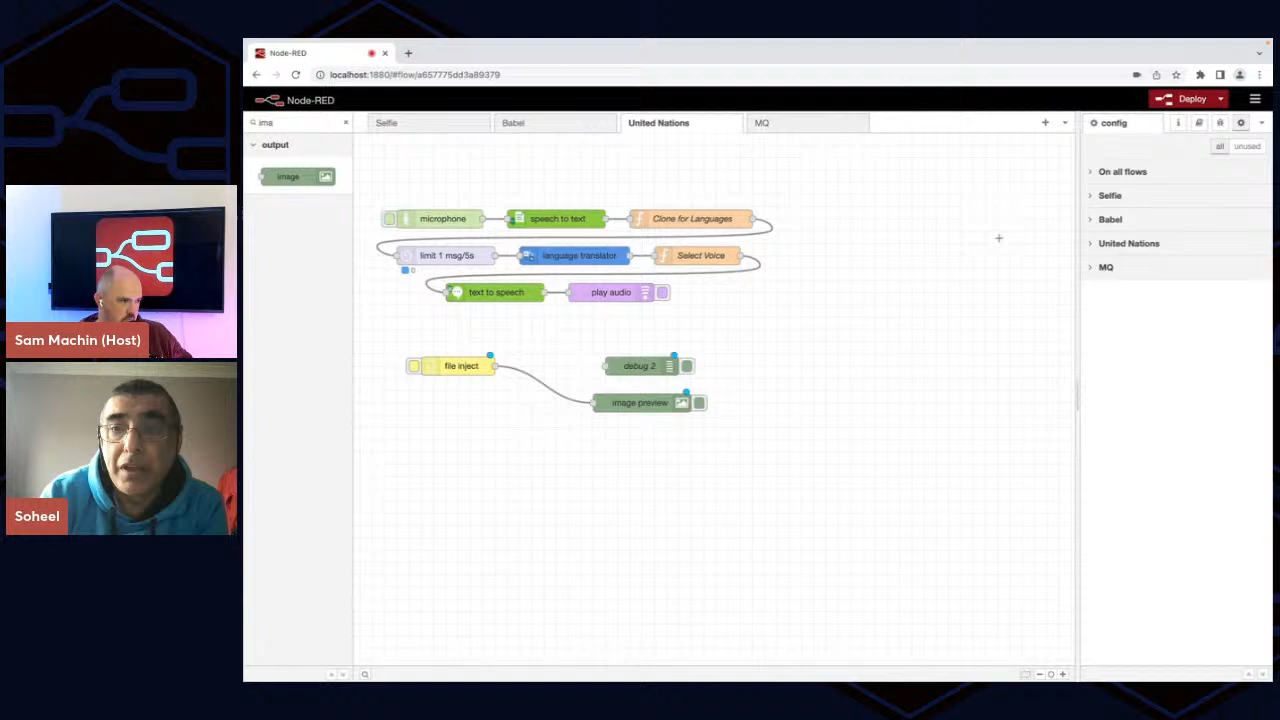 Node-RED
localhost:1880/#flow/a657775dd3a89379
Node-RED
Deploy
ima
output
image
Selfie
Babel
United Nations
MQ
microphone
speech to text
Clone for Languages
limit 1 msg/5s
language translator
Select Voice
0
text to speech
play audio
file inject
debug 2
image preview
config
all
unused
On all flows
Selfie
Babel
United Nations
MQ
Sam Machin (Host)
Soheel